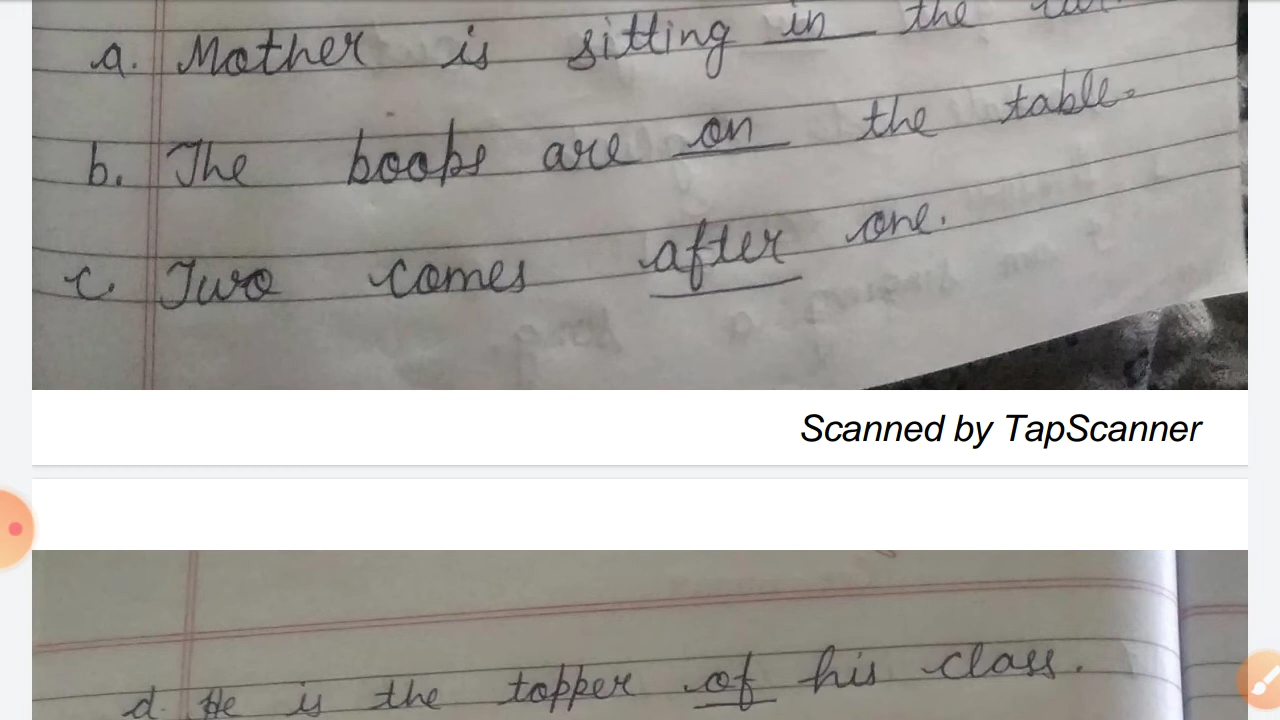 a. Mother is sitting in the
b. The books are on the table.
c. Two comes after one.
Scanned by TapScanner
d. He is the topper of his class.